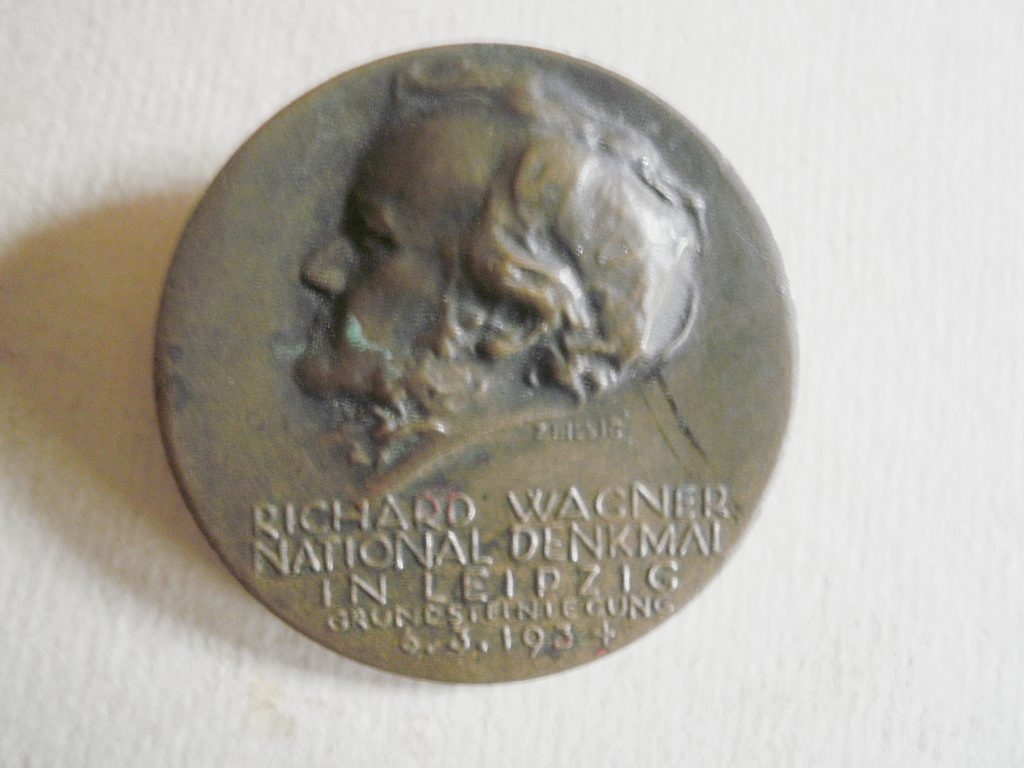 RICHARD WAGNER
NATIONAL DENKMAL
IN LEIPZIG
GRUNDSTEINLEGUNG
6.3.1934